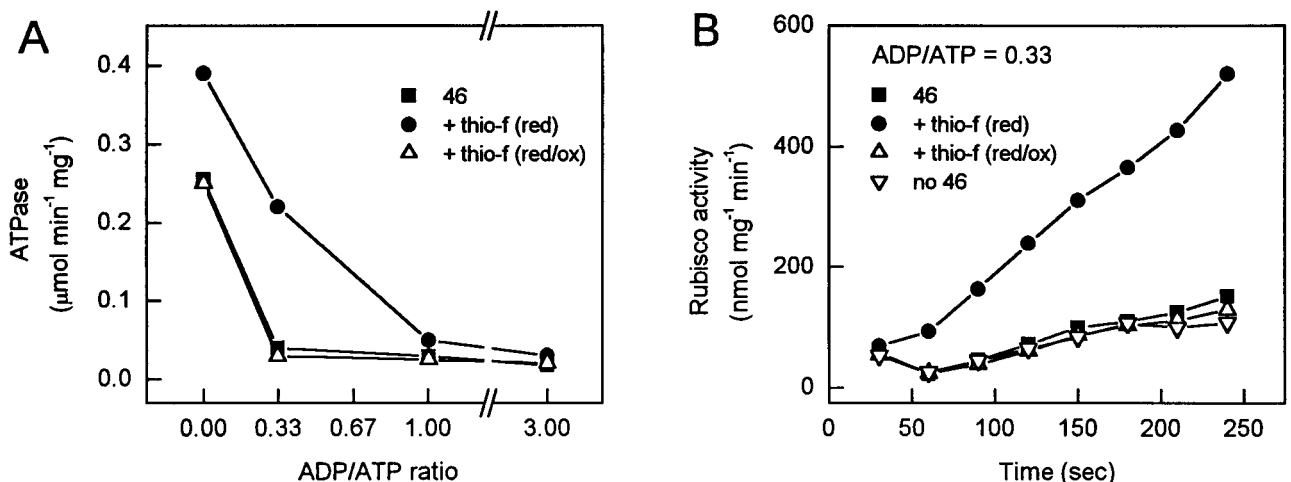 A
ATPase
(μmol min⁻¹ mg⁻¹)
0.4
0.3
0.2
0.1
0.0
46
+ thio-f (red)
+ thio-f (red/ox)
0.00 0.33 0.67 1.00 3.00
ADP/ATP ratio
B
Rubisco activity
(nmol mg⁻¹ min⁻¹)
600
400
200
0
ADP/ATP = 0.33
46
+ thio-f (red)
+ thio-f (red/ox)
no 46
0 50 100 150 200 250
Time (sec)